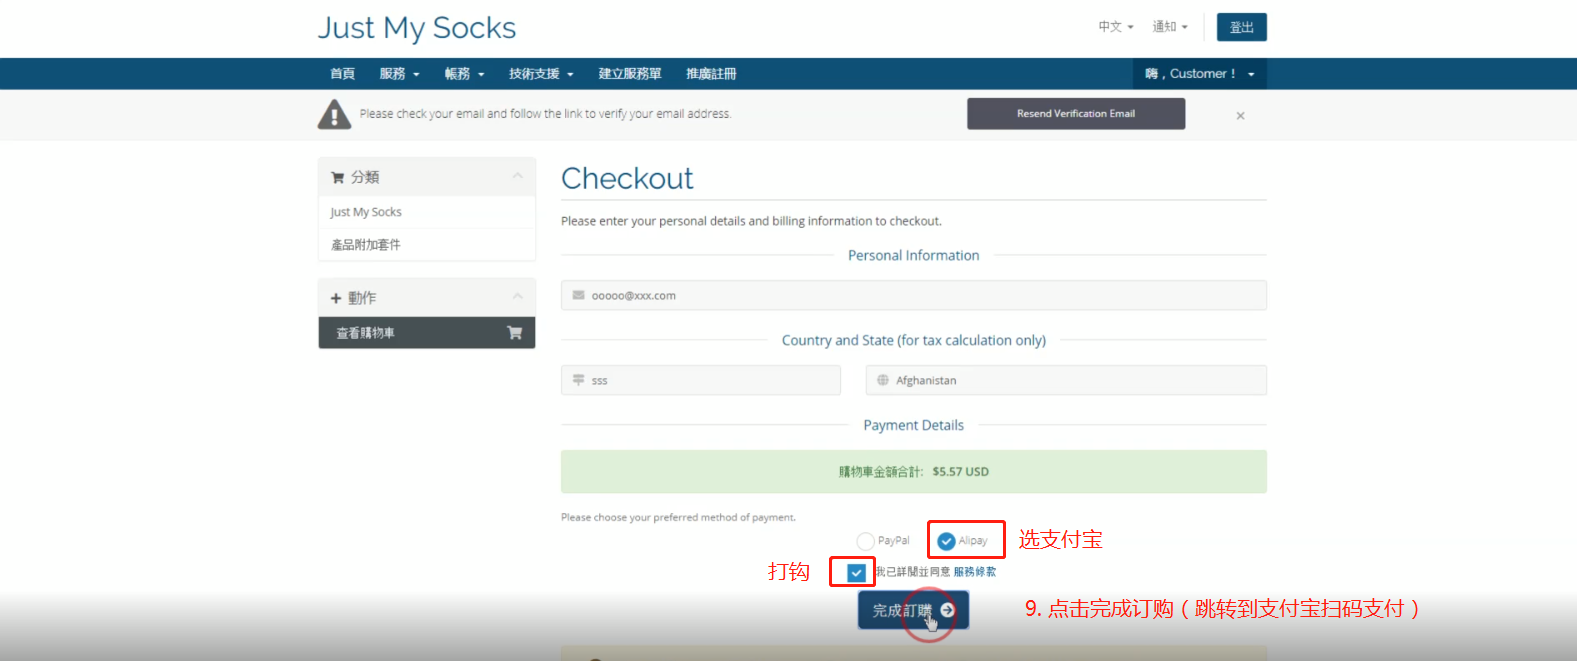 Just My Socks
中文
通知
登出
首頁
服務
帳務
技術支援
建立服務單
推廣註冊
嗨，Customer！
Please check your email and follow the link to verify your email address.
Resend Verification Email
×
分類
Just My Socks
產品附加套件
動作
查看購物車
Checkout
Please enter your personal details and billing information to checkout.
Personal Information
ooooo@xxx.com
Country and State (for tax calculation only)
sss
Afghanistan
Payment Details
購物車金額合計: $5.57 USD
Please choose your preferred method of payment.
PayPal
Alipay
选支付宝
打钩
我已詳閱並同意 服務條款
完成訂購
9. 点击完成订购（跳转到支付宝扫码支付）